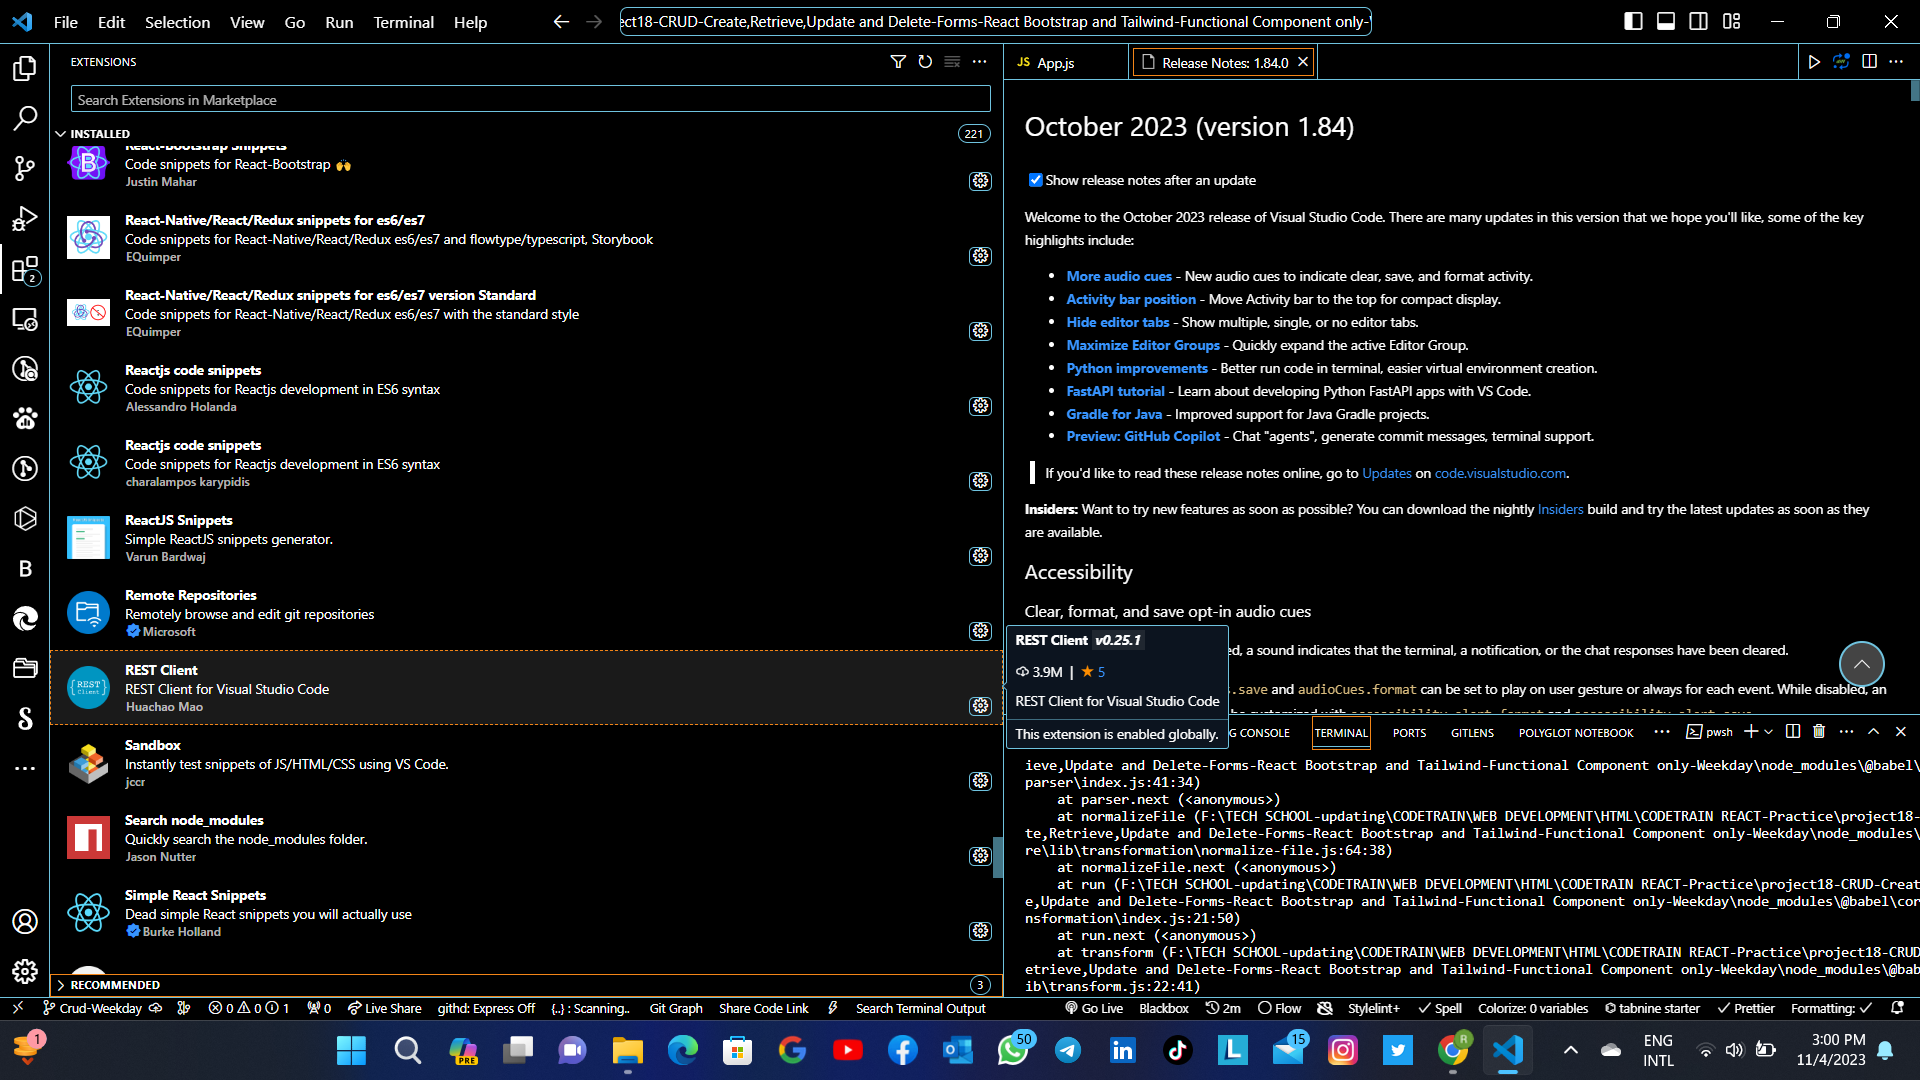 File Edit Selection View Go Run Terminal Help
ect18-CRUD-Create,Retrieve,Update and Delete-Forms-React Bootstrap and Tailwind-Functional Component only-
EXTENSIONS
Search Extensions in Marketplace
INSTALLED
221
React-Bootstrap Snippets
Code snippets for React-Bootstrap 🙌
Justin Mahar
React-Native/React/Redux snippets for es6/es7
Code snippets for React-Native/React/Redux es6/es7 and flowtype/typescript, Storybook
EQuimper
React-Native/React/Redux snippets for es6/es7 version Standard
Code snippets for React-Native/React/Redux es6/es7 with the standard style
EQuimper
Reactjs code snippets
Code snippets for Reactjs development in ES6 syntax
Alessandro Holanda
Reactjs code snippets
Code snippets for Reactjs development in ES6 syntax
charalampos karypidis
ReactJS Snippets
Simple ReactJS snippets generator.
Varun Bardwaj
Remote Repositories
Remotely browse and edit git repositories
Microsoft
REST Client
REST Client for Visual Studio Code
Huachao Mao
Sandbox
Instantly test snippets of JS/HTML/CSS using VS Code.
jccr
Search node_modules
Quickly search the node_modules folder.
Jason Nutter
Simple React Snippets
Dead simple React snippets you will actually use
Burke Holland
RECOMMENDED
3
2
B
JS App.js
Release Notes: 1.84.0
October 2023 (version 1.84)
Show release notes after an update
Welcome to the October 2023 release of Visual Studio Code. There are many updates in this version that we hope you'll like, some of the key
highlights include:
• More audio cues - New audio cues to indicate clear, save, and format activity.
• Activity bar position - Move Activity bar to the top for compact display.
• Hide editor tabs - Show multiple, single, or no editor tabs.
• Maximize Editor Groups - Quickly expand the active Editor Group.
• Python improvements - Better run code in terminal, easier virtual environment creation.
• FastAPI tutorial - Learn about developing Python FastAPI apps with VS Code.
• Gradle for Java - Improved support for Java Gradle projects.
• Preview: GitHub Copilot - Chat "agents", generate commit messages, terminal support.
If you'd like to read these release notes online, go to Updates on code.visualstudio.com.
Insiders: Want to try new features as soon as possible? You can download the nightly Insiders build and try the latest updates as soon as they
are available.
Accessibility
Clear, format, and save opt-in audio cues
REST Client v0.25.1
3.9M | ★ 5
REST Client for Visual Studio Code
This extension is enabled globally.
ed, a sound indicates that the terminal, a notification, or the chat responses have been cleared.
.save and audioCues.format can be set to play on user gesture or always for each event. While disabled, an
G CONSOLE TERMINAL PORTS GITLENS POLYGLOT NOTEBOOK pwsh
ieve,Update and Delete-Forms-React Bootstrap and Tailwind-Functional Component only-Weekday\node_modules\@babel\
parser\index.js:41:34)
at parser.next (<anonymous>)
at normalizeFile (F:\TECH SCHOOL-updating\CODETRAIN\WEB DEVELOPMENT\HTML\CODETRAIN REACT-Practice\project18-
te,Retrieve,Update and Delete-Forms-React Bootstrap and Tailwind-Functional Component only-Weekday\node_modules\
re\lib\transformation\normalize-file.js:64:38)
at normalizeFile.next (<anonymous>)
at run (F:\TECH SCHOOL-updating\CODETRAIN\WEB DEVELOPMENT\HTML\CODETRAIN REACT-Practice\project18-CRUD-Creat
e,Update and Delete-Forms-React Bootstrap and Tailwind-Functional Component only-Weekday\node_modules\@babel\cor
nsformation\index.js:21:50)
at run.next (<anonymous>)
at transform (F:\TECH SCHOOL-updating\CODETRAIN\WEB DEVELOPMENT\HTML\CODETRAIN REACT-Practice\project18-CRUD
etrieve,Update and Delete-Forms-React Bootstrap and Tailwind-Functional Component only-Weekday\node_modules\@bab
ib\transform.js:22:41)
Crud-Weekday 0 0 1 0 Live Share githd: Express Off {..} : Scanning.. Git Graph Share Code Link Search Terminal Output Go Live Blackbox 2m Flow Stylelint+ Spell Colorize: 0 variables tabnine starter Prettier Formatting: ✓
1 PRE 50 15 R
ENG
INTL
3:00 PM
11/4/2023